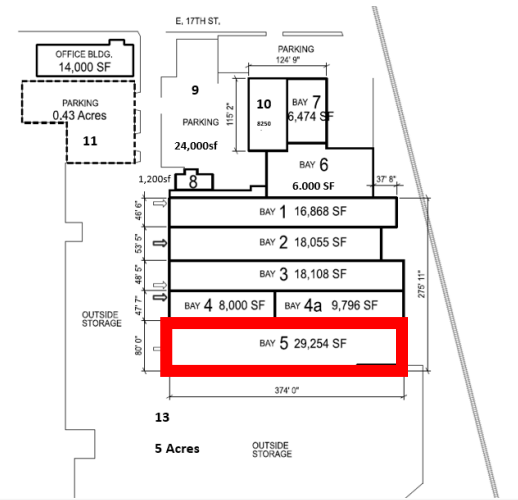 E, 17TH ST,
PARKING
124' 9"
OFFICE BLDG.
14,000 SF
PARKING
0.43 Acres
11
9
PARKING
24,000sf
115' 2"
10
8250
BAY 7
6,474 SF
BAY 6
6.000 SF
37' 8"
1,200sf
8
46' 6"
BAY 1 16,868 SF
53' 5"
BAY 2 18,055 SF
48' 5"
BAY 3 18,108 SF
47' 7"
BAY 4 8,000 SF
BAY 4a 9,796 SF
275' 11"
OUTSIDE
STORAGE
80' 0"
BAY 5 29,254 SF
374' 0"
13
5 Acres
OUTSIDE
STORAGE